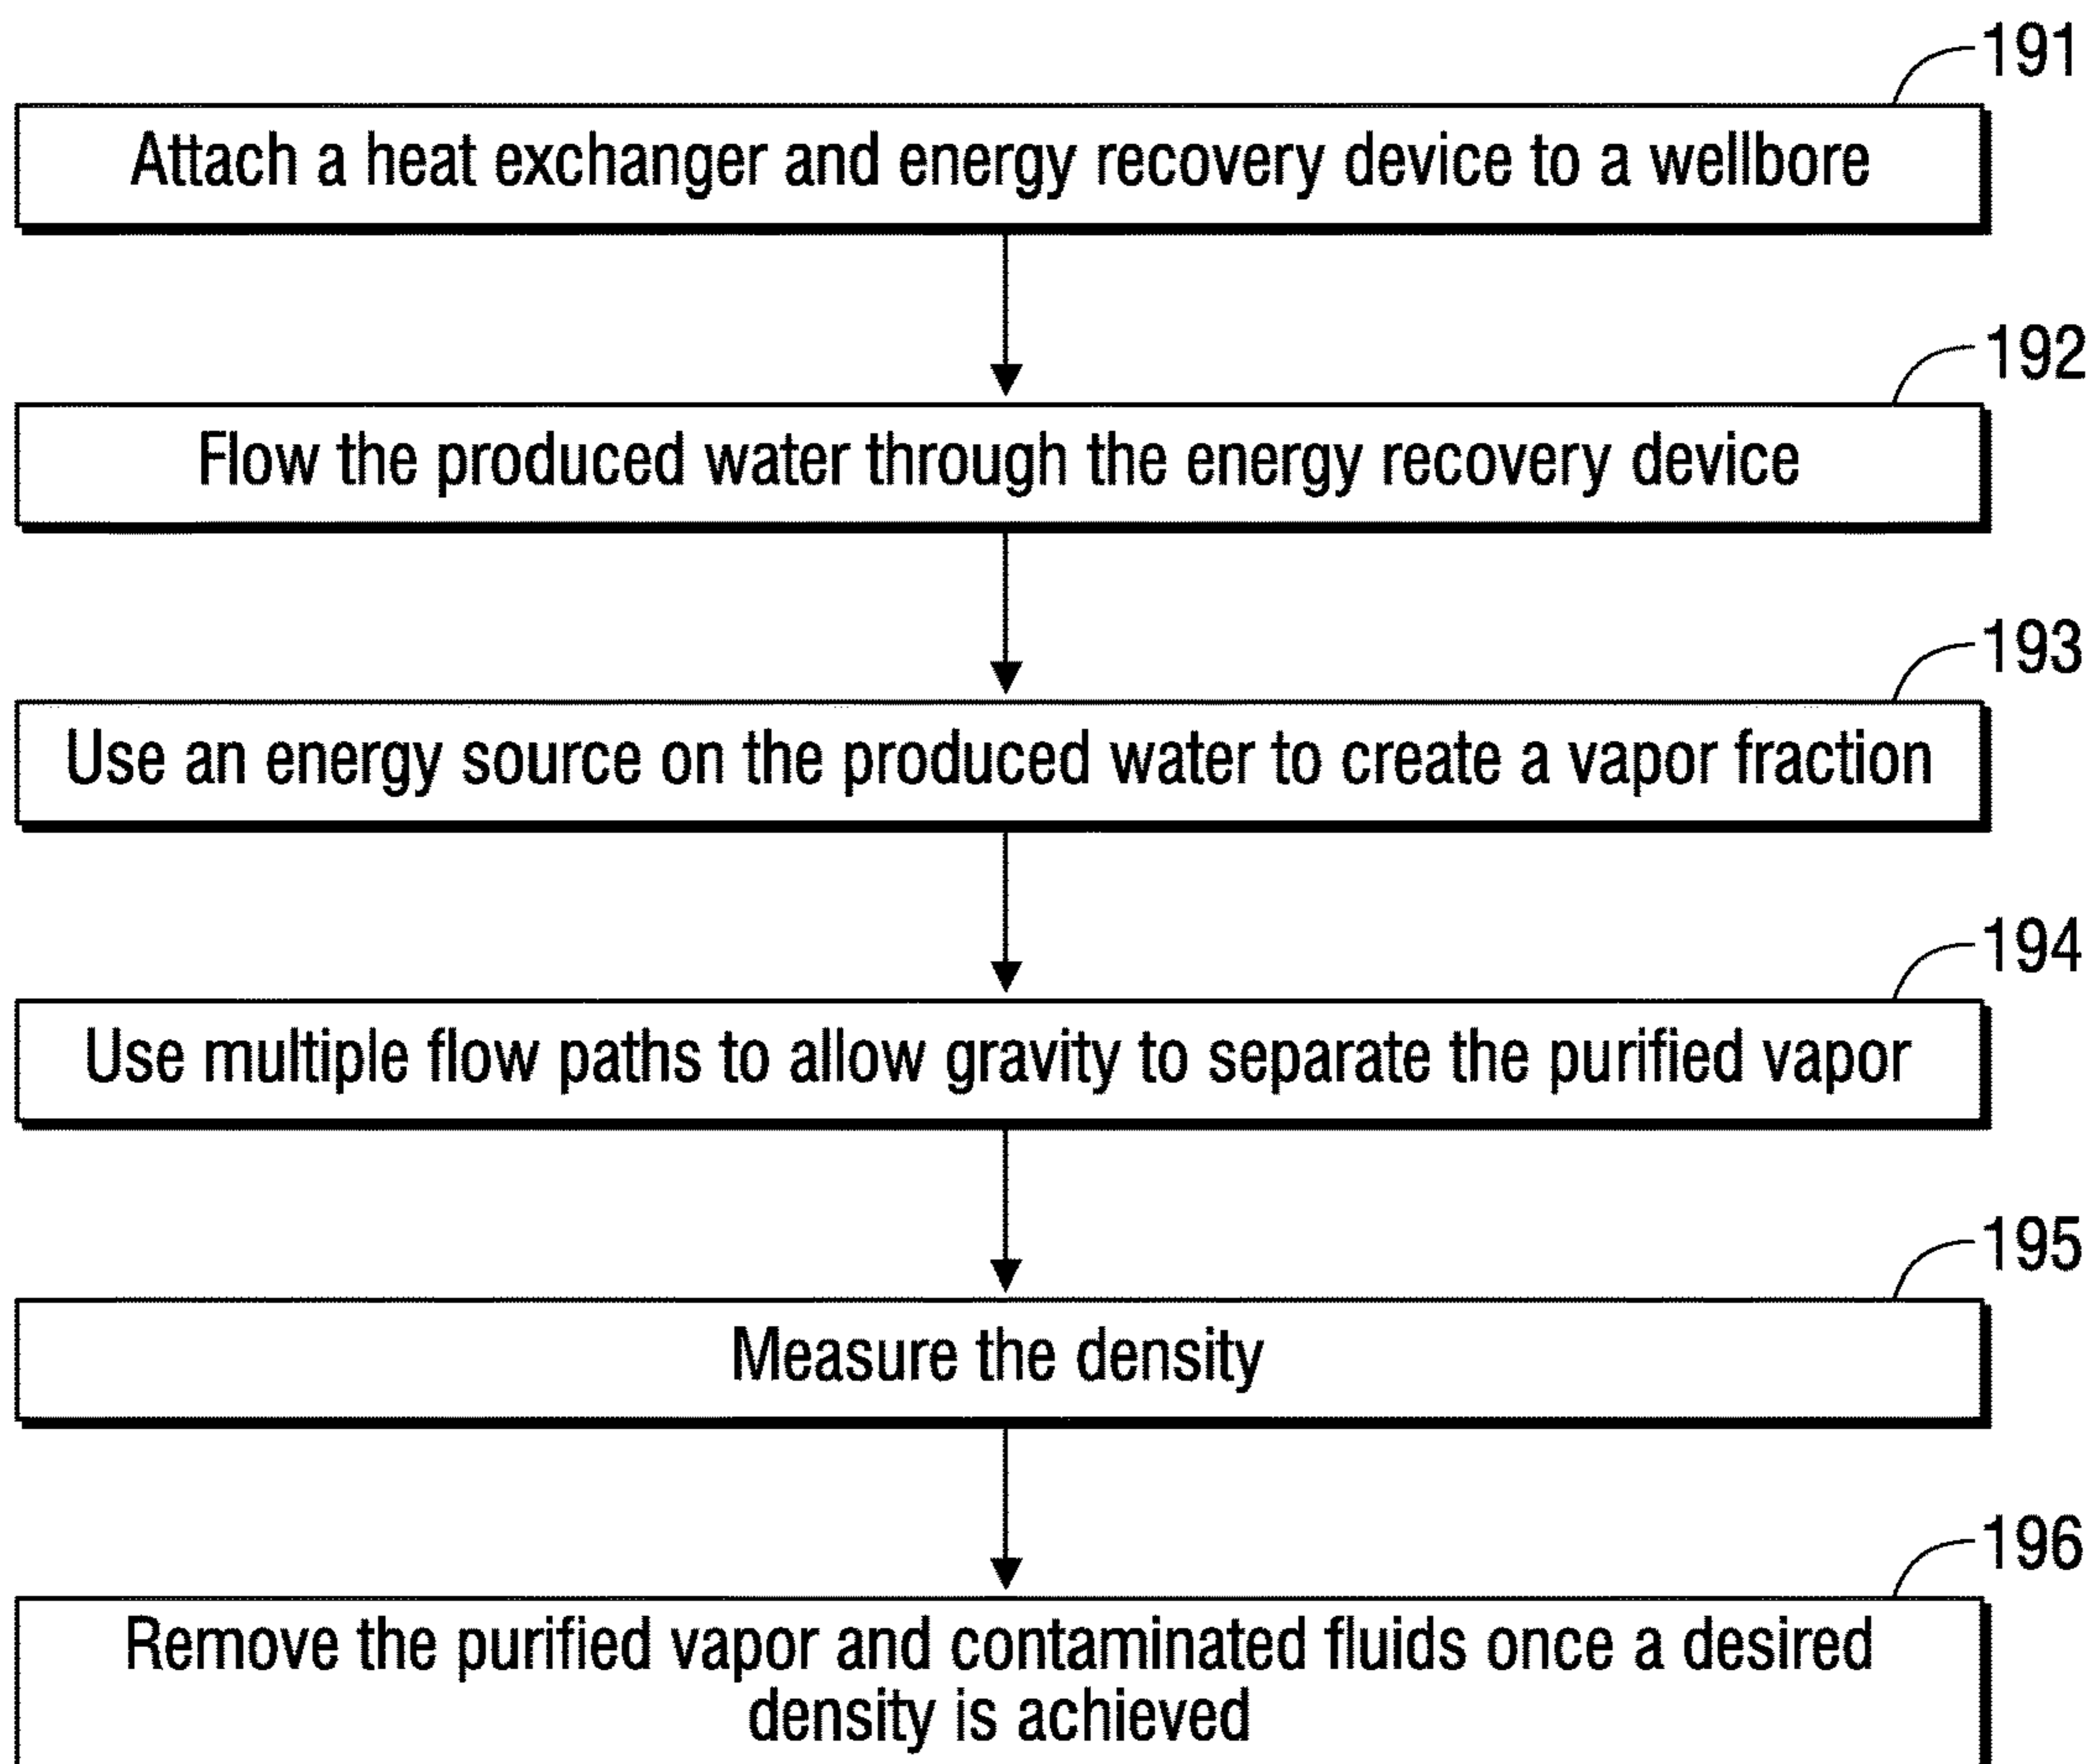 191
Attach a heat exchanger and energy recovery device to a wellbore
192
Flow the produced water through the energy recovery device
193
Use an energy source on the produced water to create a vapor fraction
194
Use multiple flow paths to allow gravity to separate the purified vapor
195
Measure the density
196
Remove the purified vapor and contaminated fluids once a desired
density is achieved